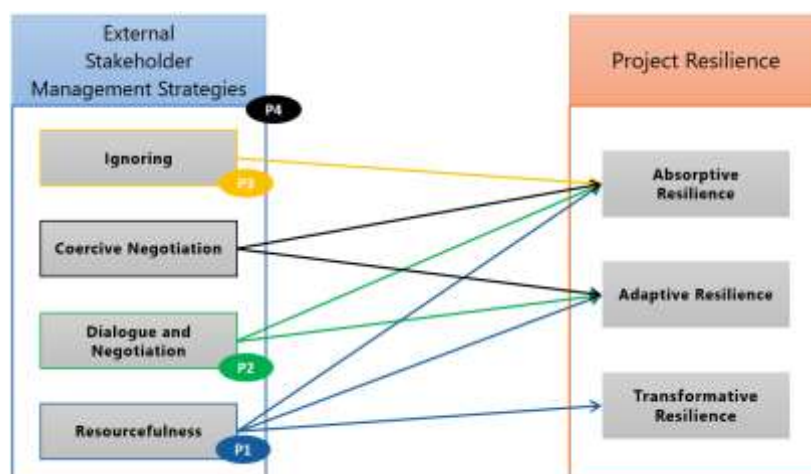 External
Stakeholder
Management Strategies
Project Resilience
P4
Ignoring
P3
Absorptive
Resilience
Coercive Negotiation
Adaptive Resilience
Dialogue and
Negotiation
P2
Transformative
Resilience
Resourcefulness
P1